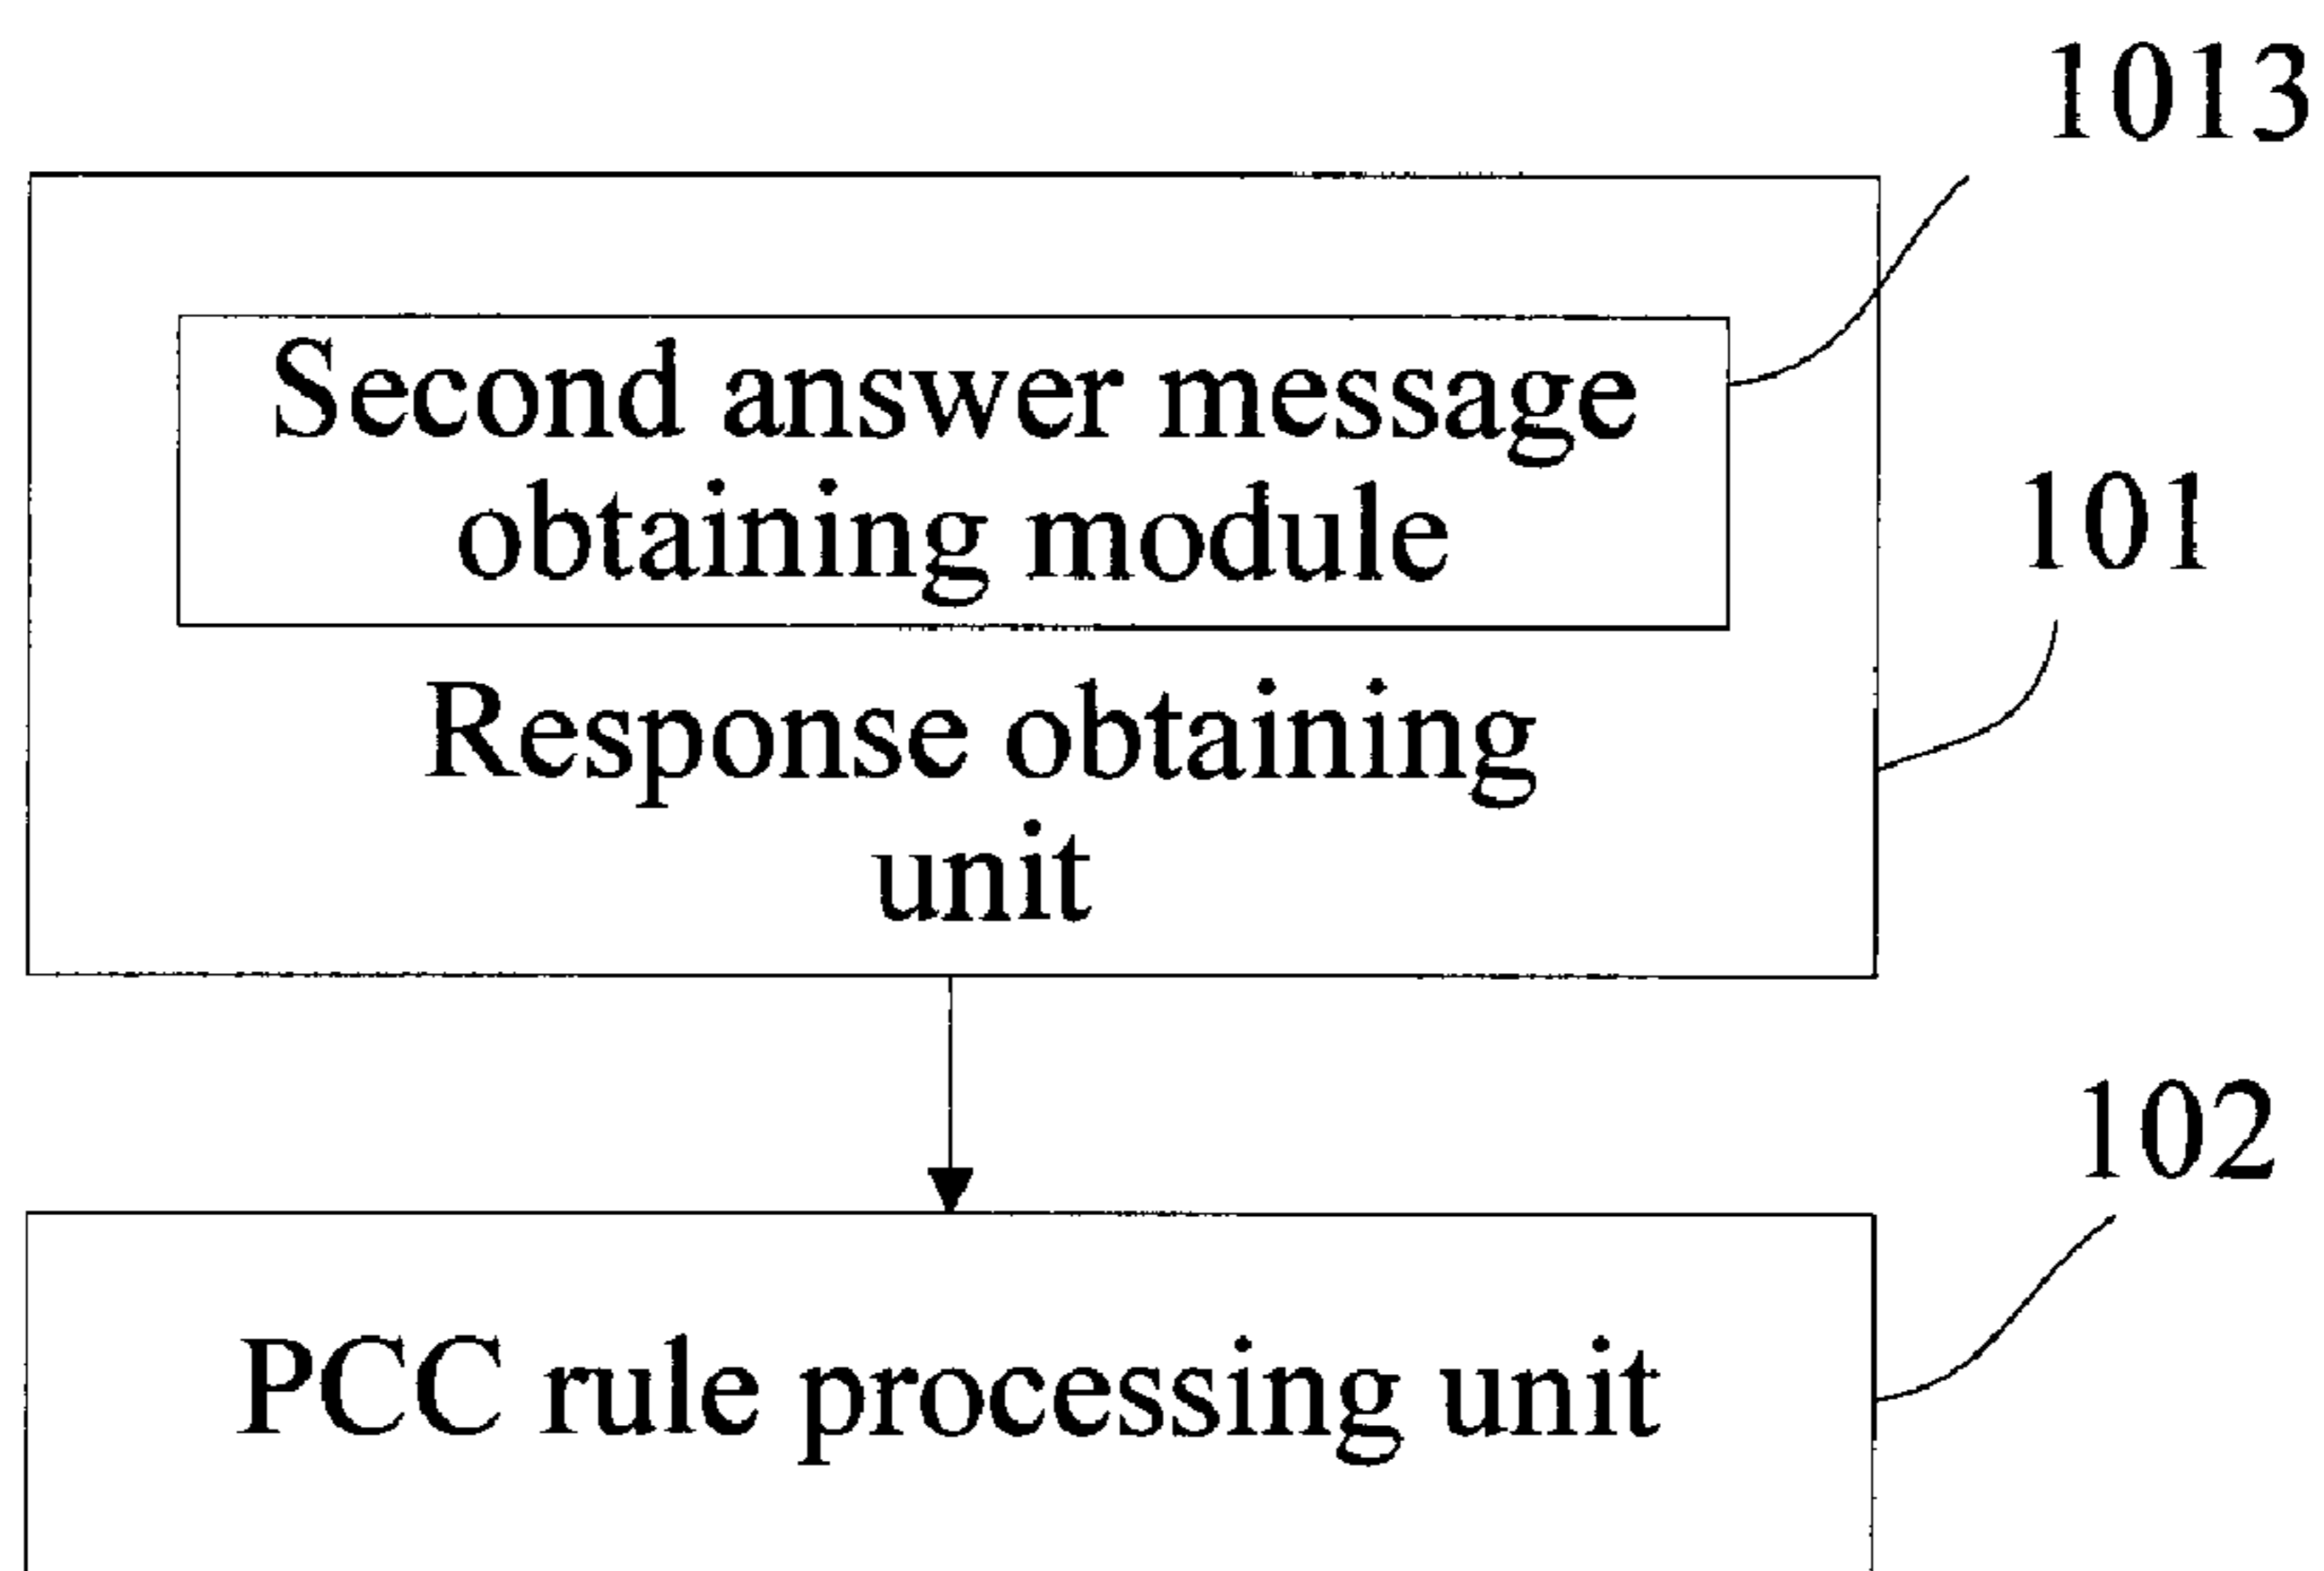 1013
Second answer message
obtaining module
101
Response obtaining
unit
102
PCC rule processing unit